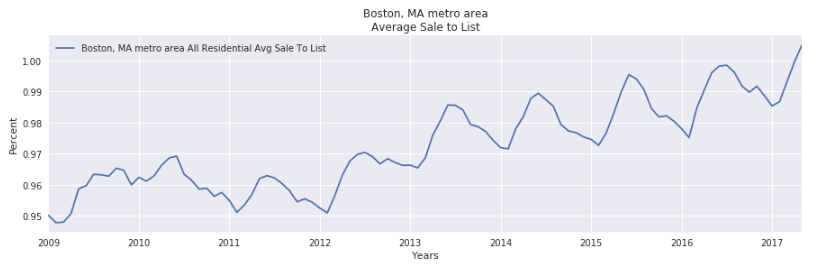 Boston, MA metro area
Average Sale to List
Boston, MA metro area All Residential Avg Sale To List
1.00
0.99
0.98
0.97
0.96
0.95
Percent
2009 2010 2011 2012 2013 2014 2015 2016 2017
Years